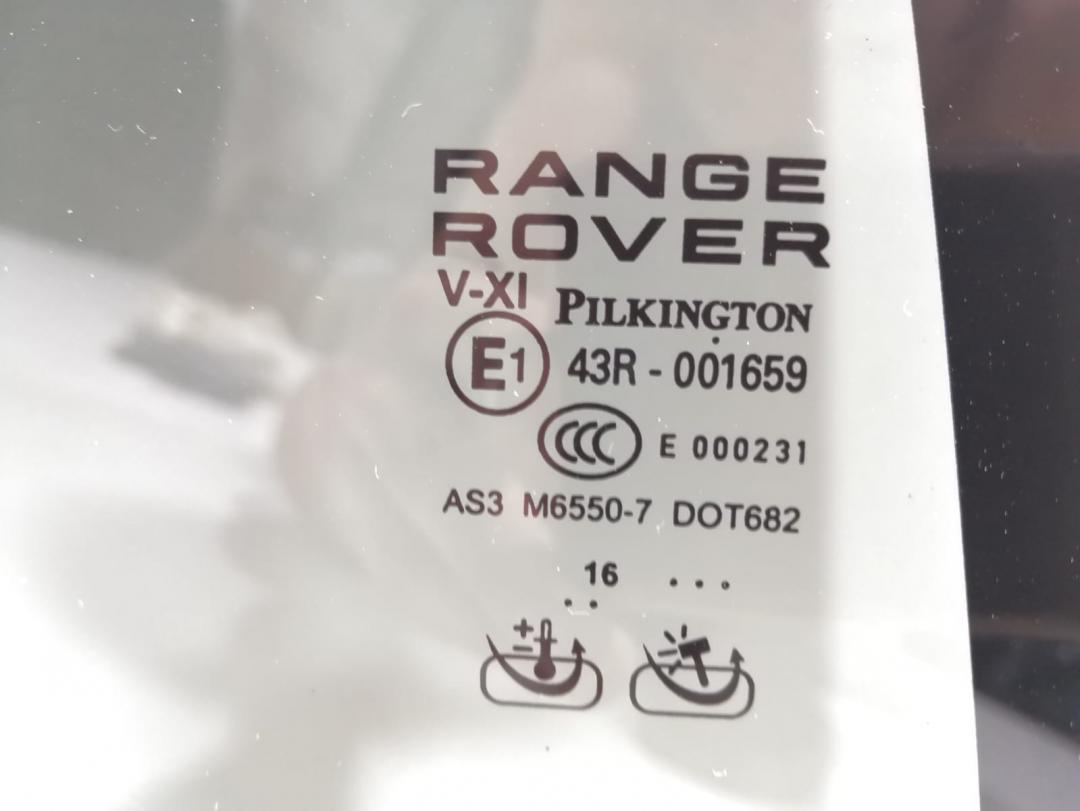 RANGE
ROVER
V-XI PILKINGTON
E1 43R - 001659
CCC E 000231
AS3 M6550-7 DOT682
16 ...
..
±